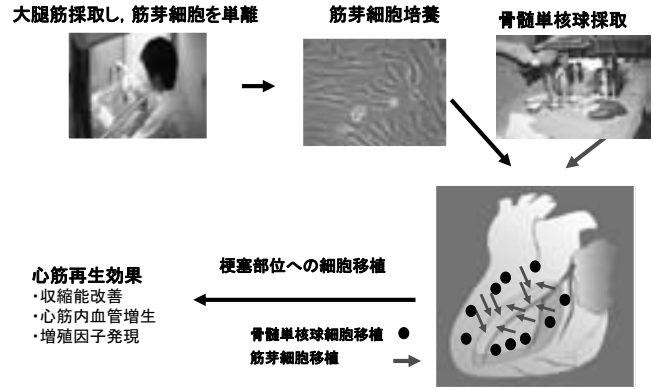 大腿筋採取し，筋芽細胞を単離
筋芽細胞培養
骨髄単核球採取
梗塞部位への細胞移植
心筋再生効果
・収縮能改善
・心筋内血管増生
・増殖因子発現
骨髄単核球細胞移植
筋芽細胞移植